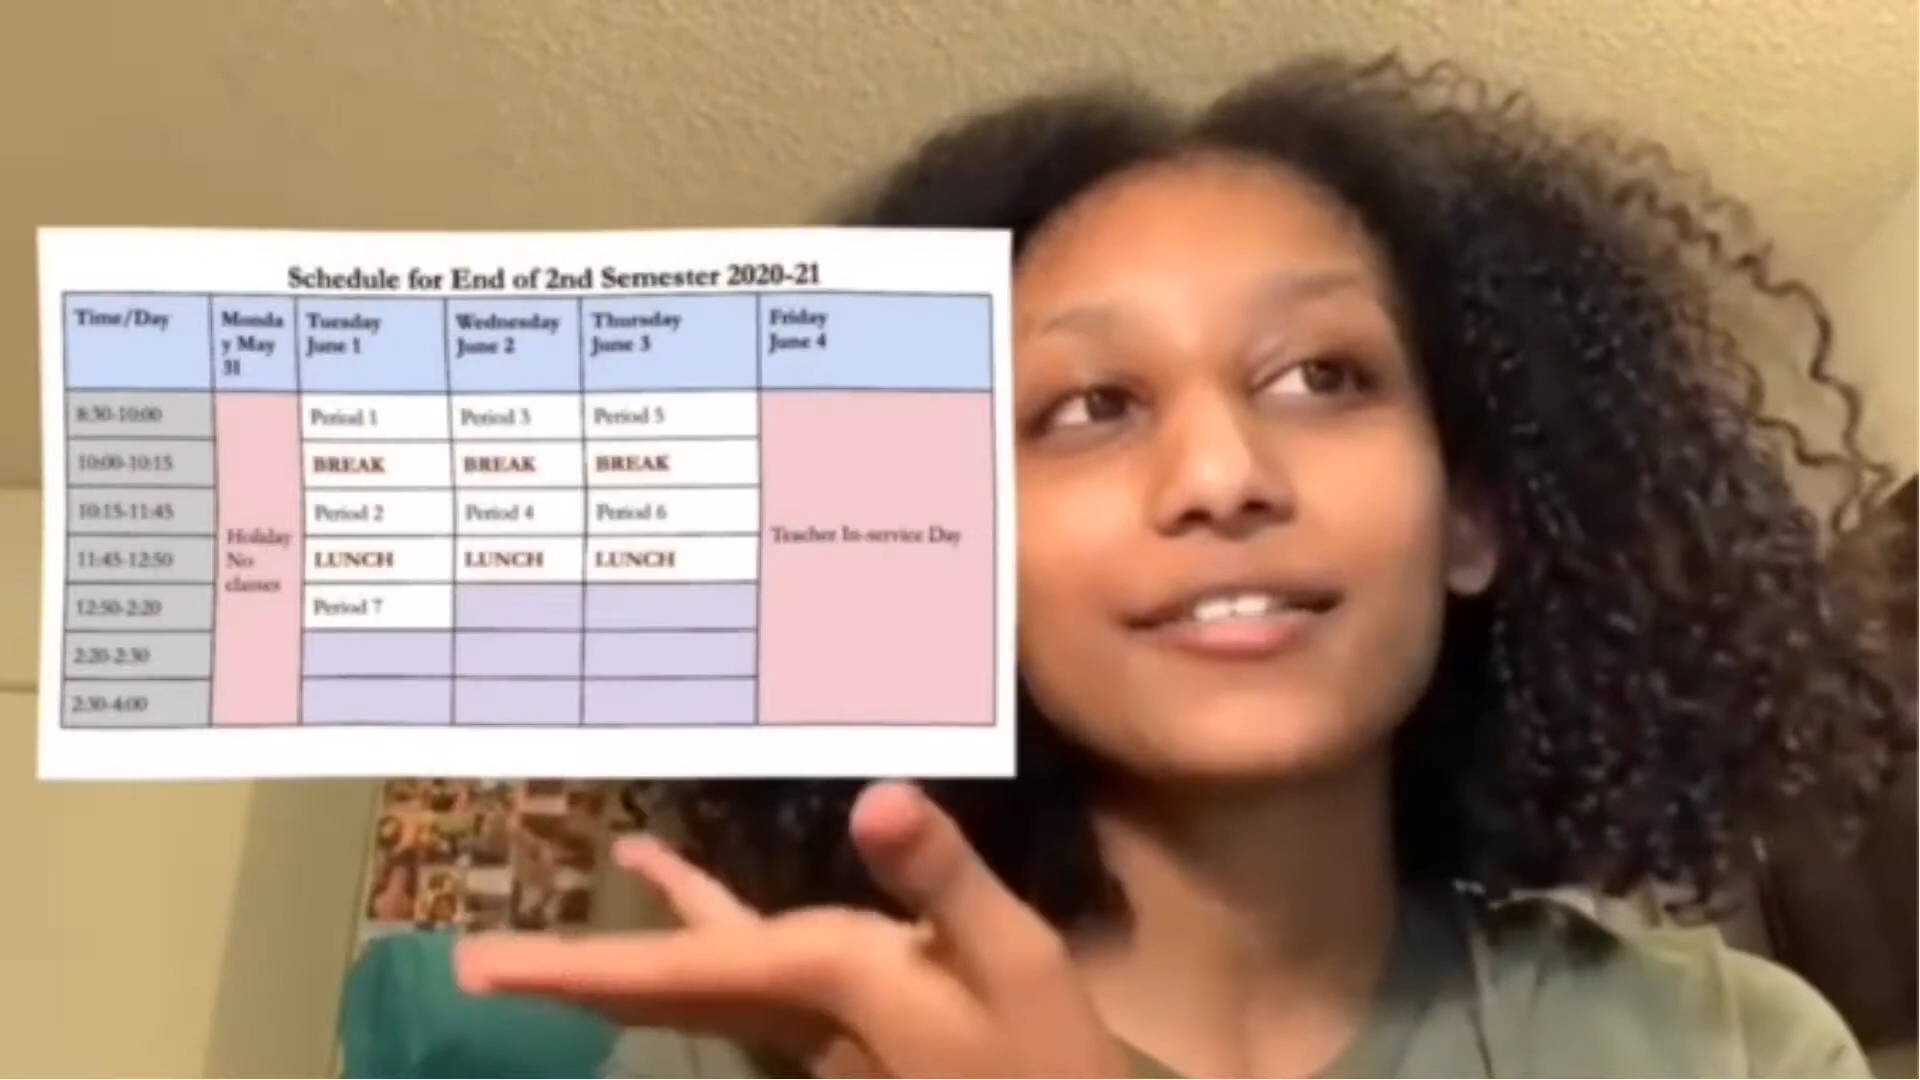 Schedule for End of 2nd Semester 2020-21
Time/Day
Monda
y May
31
Tuesday
June 1
Wednesday
June 2
Thursday
June 3
Friday
June 4
8:30-10:00
Period 1
Period 3
Period 5
10:00-10:15
BREAK
BREAK
BREAK
10:15-11:45
Period 2
Period 4
Period 6
Holiday
No
classes
Teacher In-service Day
11:45-12:50
LUNCH
LUNCH
LUNCH
12:50-2:20
Period 7
2:20-2:30
2:30-4:00